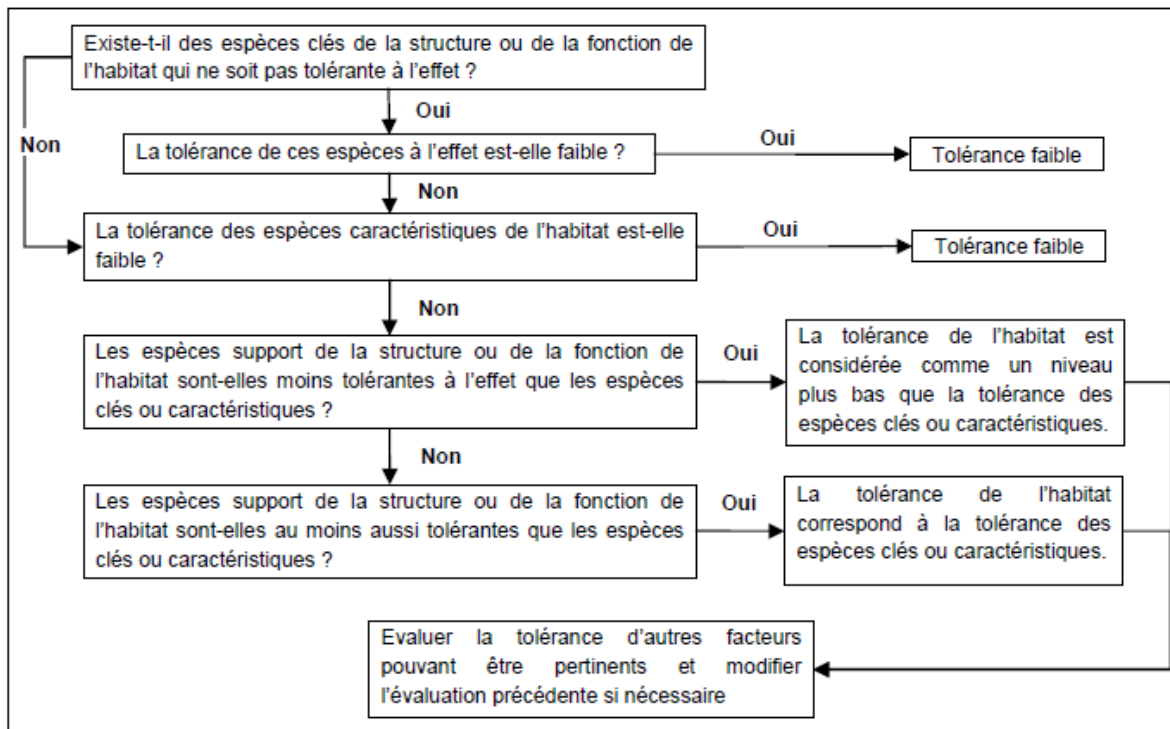 Existe-t-il des espèces clés de la structure ou de la fonction de
l'habitat qui ne soit pas tolérante à l'effet ?
Oui
Non
La tolérance de ces espèces à l'effet est-elle faible ?
Oui
Tolérance faible
Non
La tolérance des espèces caractéristiques de l'habitat est-elle
faible ?
Oui
Tolérance faible
Non
Les espèces support de la structure ou de la fonction de
l'habitat sont-elles moins tolérantes à l'effet que les espèces
clés ou caractéristiques ?
Oui
La tolérance de l'habitat est
considérée comme un niveau
plus bas que la tolérance des
espèces clés ou caractéristiques.
Non
Les espèces support de la structure ou de la fonction de
l'habitat sont-elles au moins aussi tolérantes que les espèces
clés ou caractéristiques ?
Oui
La tolérance de l'habitat
correspond à la tolérance des
espèces clés ou caractéristiques.
Evaluer la tolérance d'autres facteurs
pouvant être pertinents et modifier
l'évaluation précédente si nécessaire